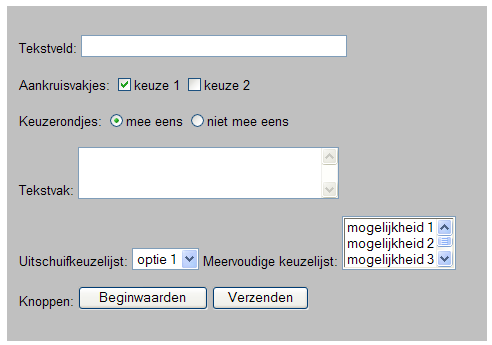 Tekstveld:
Aankruisvakjes: keuze 1 keuze 2
Keuzerondjes: mee eens niet mee eens
Tekstvak:
Uitschuifkeuzelijst: optie 1 Meervoudige keuzelijst: mogelijkheid 1
mogelijkheid 2
mogelijkheid 3
Knoppen: Beginwaarden Verzenden